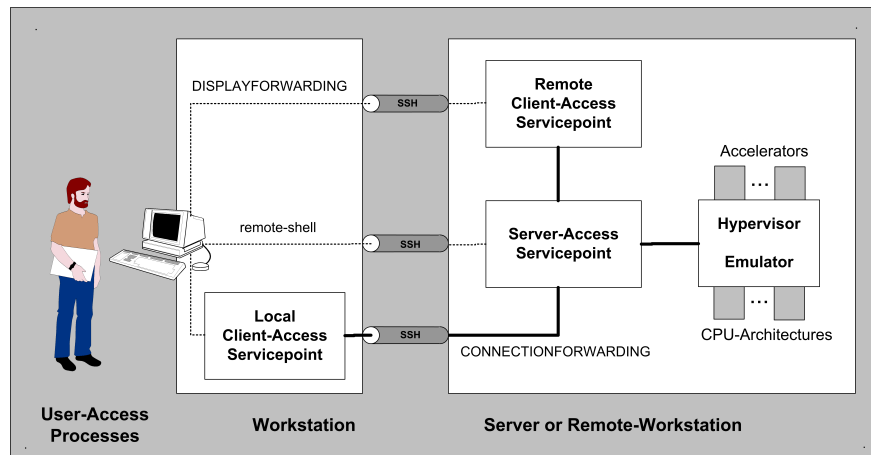 DISPLAYFORWARDING
SSH
Remote
Client-Access
Servicepoint
Accelerators
...
remote-shell
SSH
Server-Access
Servicepoint
Hypervisor
Emulator
...
CPU-Architectures
Local
Client-Access
Servicepoint
SSH
CONNECTIONFORWARDING
User-Access
Processes
Workstation
Server or Remote-Workstation